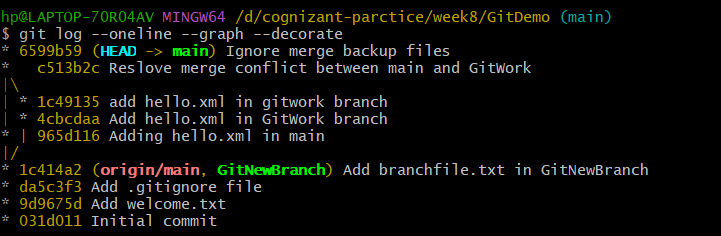 hp@LAPTOP-70RO4AV MINGW64 /d/cognizant-parctice/week8/GitDemo (main)
$ git log --oneline --graph --decorate
* 6599b59 (HEAD -> main) Ignore merge backup files
*   c513b2c Reslove merge conflict between main and GitWork
|\
| * 1c49135 add hello.xml in gitwork branch
| * 4cbcdaa Add hello.xml in GitWork branch
* | 965d116 Adding hello.xml in main
|/
* 1c414a2 (origin/main, GitNewBranch) Add branchfile.txt in GitNewBranch
* da5c3f3 Add .gitignore file
* 9d9675d Add welcome.txt
* 031d011 Initial commit